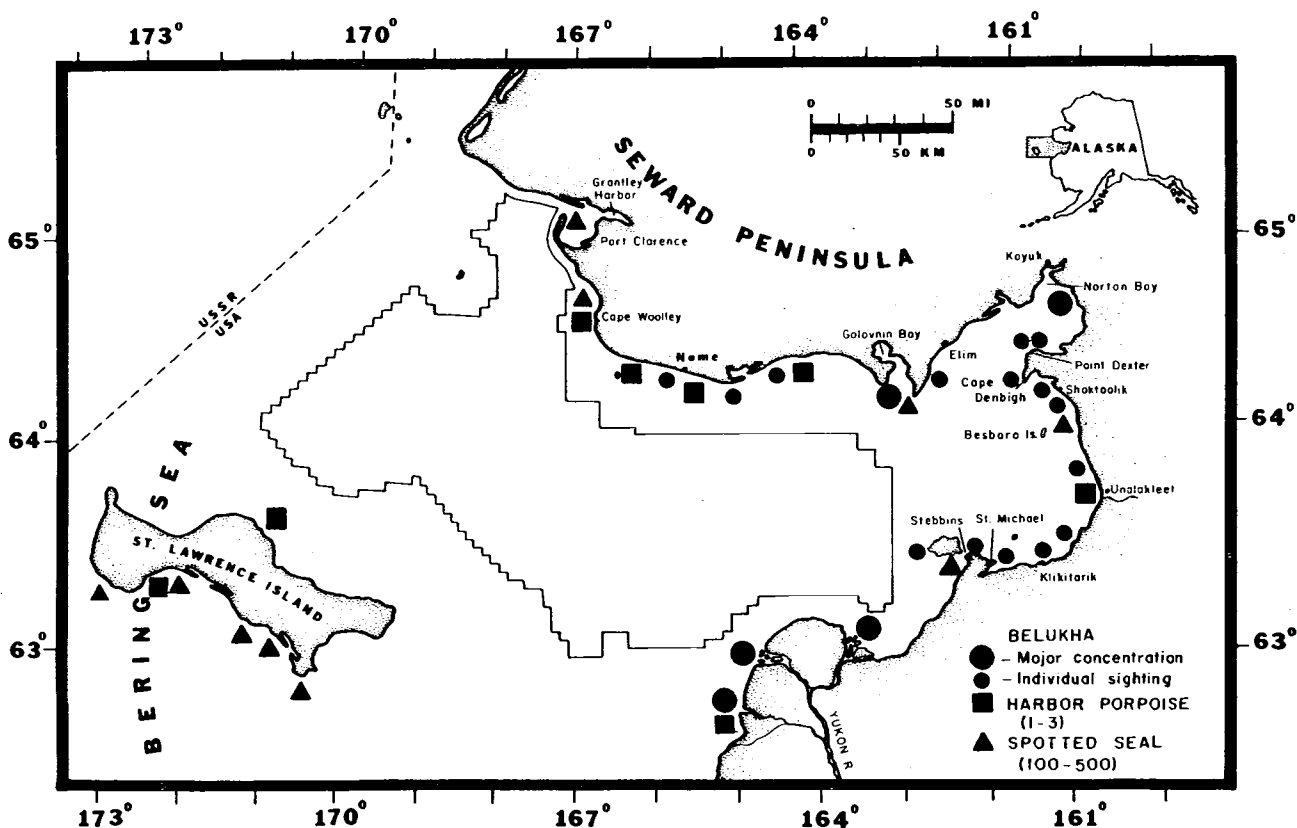 173° 170° 167° 164° 161°
0 50 MI
0 50 KM
ALASKA
SEWARD PENINSULA
Grantley
Harbor
Port Clarence
65° 65°
Koyuk
Norton Bay
USSR
USA
Cape Woolley
Golovnin Bay
Elim
Nome
Point Dexter
Cape
Denbigh
Shaktoolik
64° 64°
Besboro Is.
BERING SEA
Unalakleet
Stebbins
St. Michael
ST. LAWRENCE ISLAND
Klikitarik
63° 63°
BELUKHA
– Major concentration
– Individual sighting
HARBOR PORPOISE
(1-3)
SPOTTED SEAL
(100-500)
YUKON R.
173° 170° 167° 164° 161°